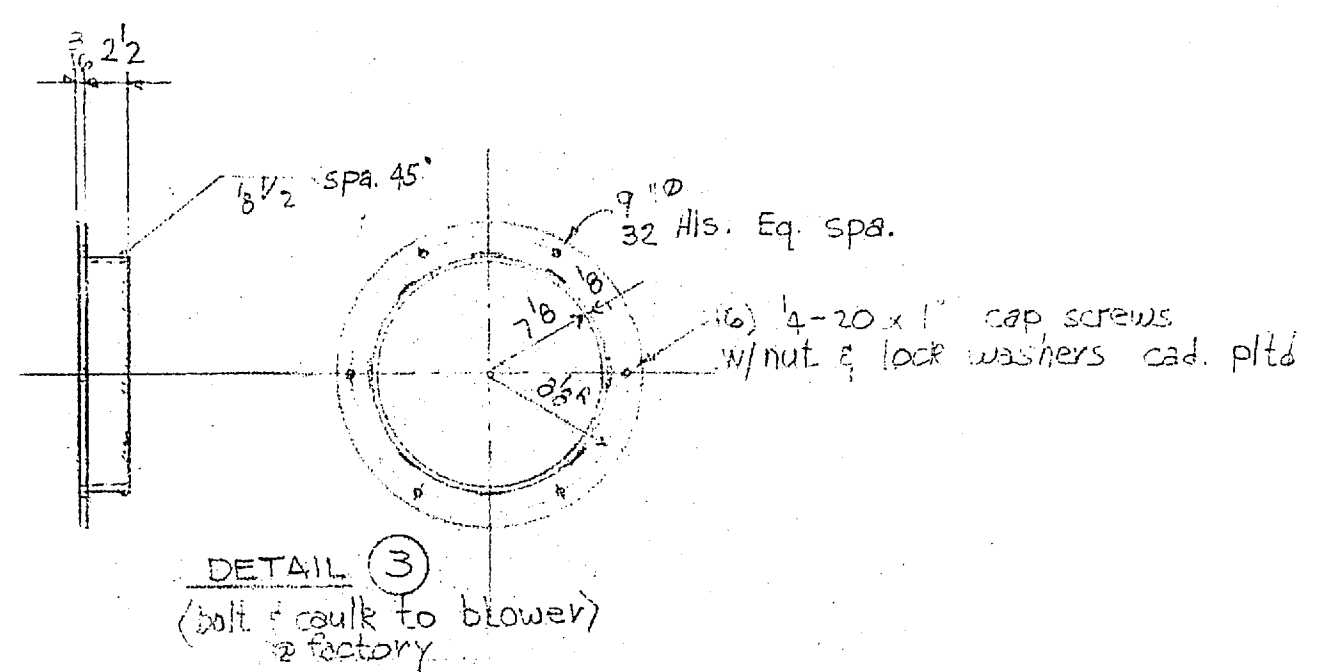 3/16 2 1/2
1/8 1/2 spa. 45°
9/32 "Ø Hls. Eq. spa.
7 1/8
1/8
(6) 1/4-20 x 1" cap screws
w/nut & lock washers cad. pltd
DETAIL 3
(bolt & caulk to blower)
@ factory